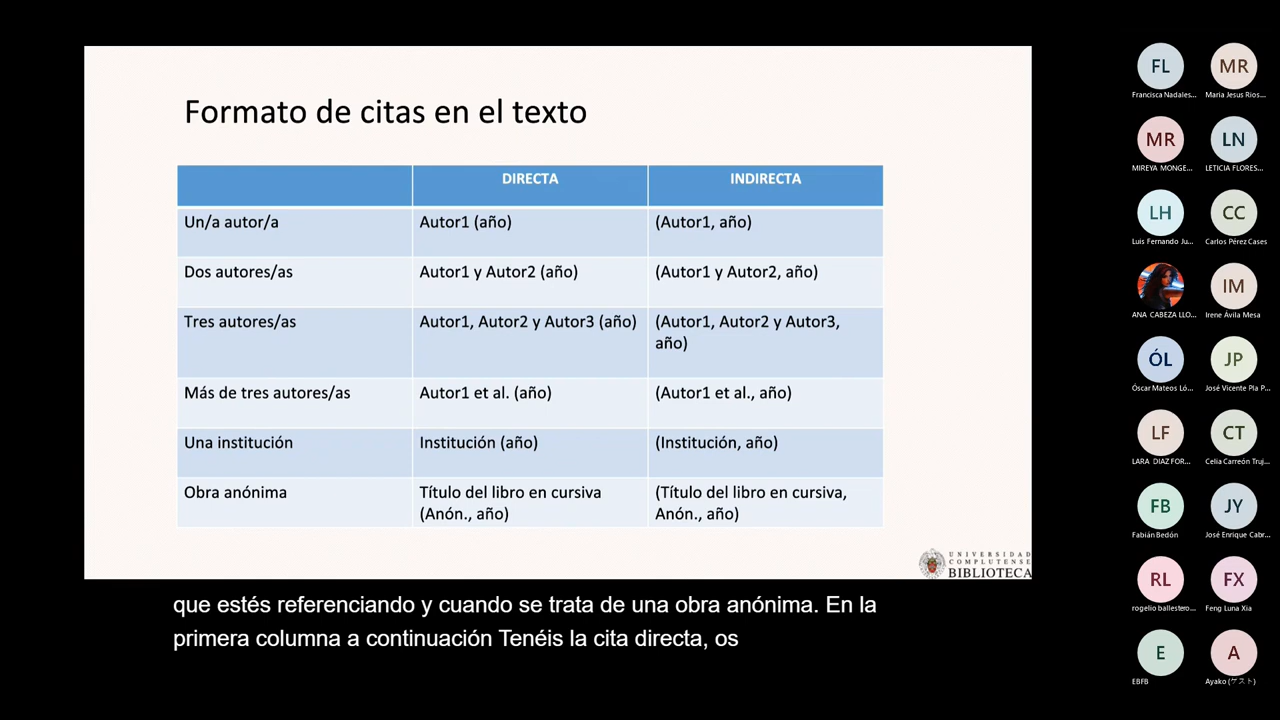 Formato de citas en el texto
DIRECTA
INDIRECTA
Un/a autor/a
Autor1 (año)
(Autor1, año)
Dos autores/as
Autor1 y Autor2 (año)
(Autor1 y Autor2, año)
Tres autores/as
Autor1, Autor2 y Autor3 (año)
(Autor1, Autor2 y Autor3,
año)
Más de tres autores/as
Autor1 et al. (año)
(Autor1 et al., año)
Una institución
Institución (año)
(Institución, año)
Obra anónima
Título del libro en cursiva
(Anón., año)
(Título del libro en cursiva,
Anón., año)
UNIVERSIDAD
COMPLUTENSE
BIBLIOTECA
que estés referenciando y cuando se trata de una obra anónima. En la
primera columna a continuación Tenéis la cita directa, os
FL
Francisca Nadales...
MR
Maria Jesus Ríos...
MR
MIREYA MONGE...
LN
LETICIA FLORES...
LH
Luis Fernando Ju...
CC
Carlos Pérez Cases
ANA CABEZA LLO...
IM
Irene Ávila Mesa
ÓL
Óscar Mateos Ló...
JP
José Vicente Pla P...
LF
LARA DIAZ FOR...
CT
Celia Carreón Truj...
FB
Fabián Bedón
JY
José Enrique Cabr...
RL
rogelio ballestero...
FX
Feng Luna Xia
E
EBFB
A
Ayako (ゲスト)